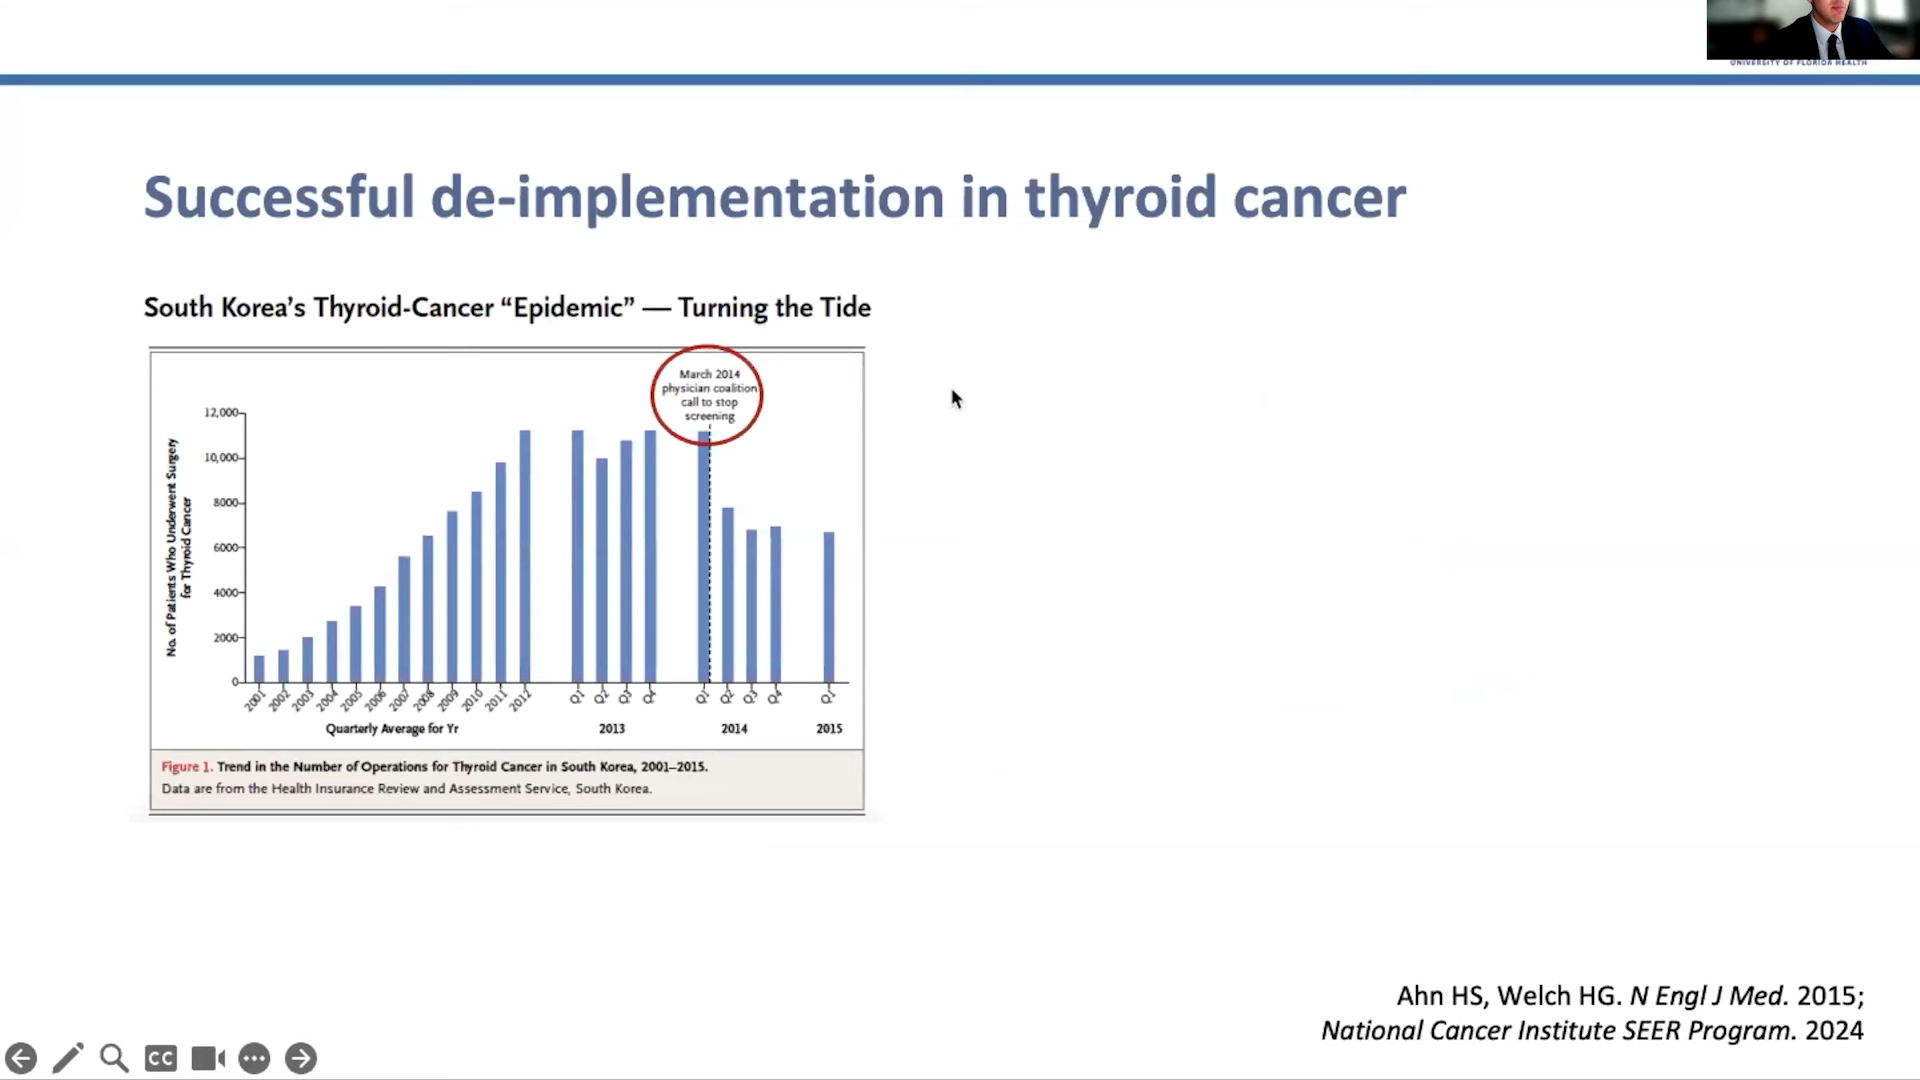 UNIVERSITY OF FLORIDA HEALTH
Successful de-implementation in thyroid cancer
South Korea’s Thyroid-Cancer “Epidemic” — Turning the Tide
March 2014
physician coalition
call to stop
screening
No. of Patients Who Underwent Surgery
for Thyroid Cancer
12,000
10,000
8000
6000
4000
2000
0
2001 2002 2003 2004 2005 2006 2007 2008 2009 2010 2011 2012 Q1 Q2 Q3 Q4 Q1 Q2 Q3 Q4 Q1
Quarterly Average for Yr 2013 2014 2015
Figure 1. Trend in the Number of Operations for Thyroid Cancer in South Korea, 2001–2015.
Data are from the Health Insurance Review and Assessment Service, South Korea.
Ahn HS, Welch HG. N Engl J Med. 2015;
National Cancer Institute SEER Program. 2024
CC